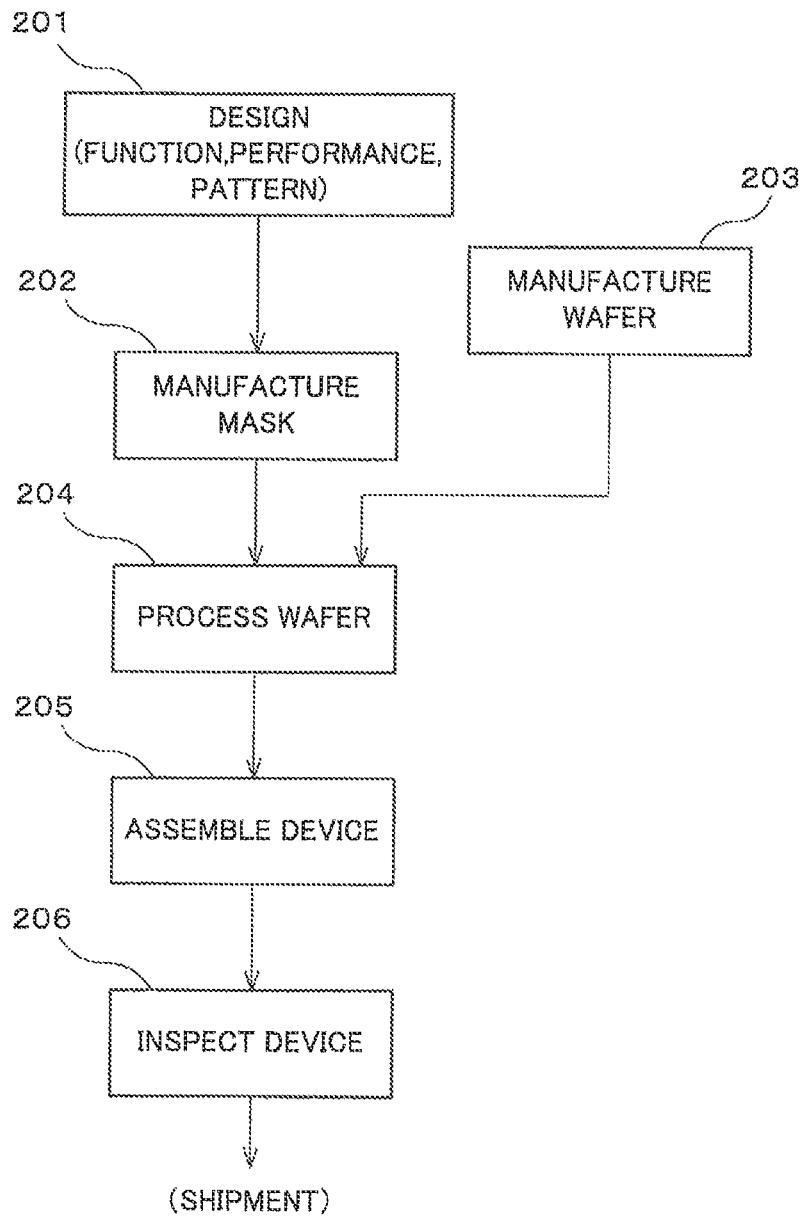 201
DESIGN
(FUNCTION,PERFORMANCE,
PATTERN)
203
MANUFACTURE
WAFER
202
MANUFACTURE
MASK
204
PROCESS WAFER
205
ASSEMBLE DEVICE
206
INSPECT DEVICE
(SHIPMENT)